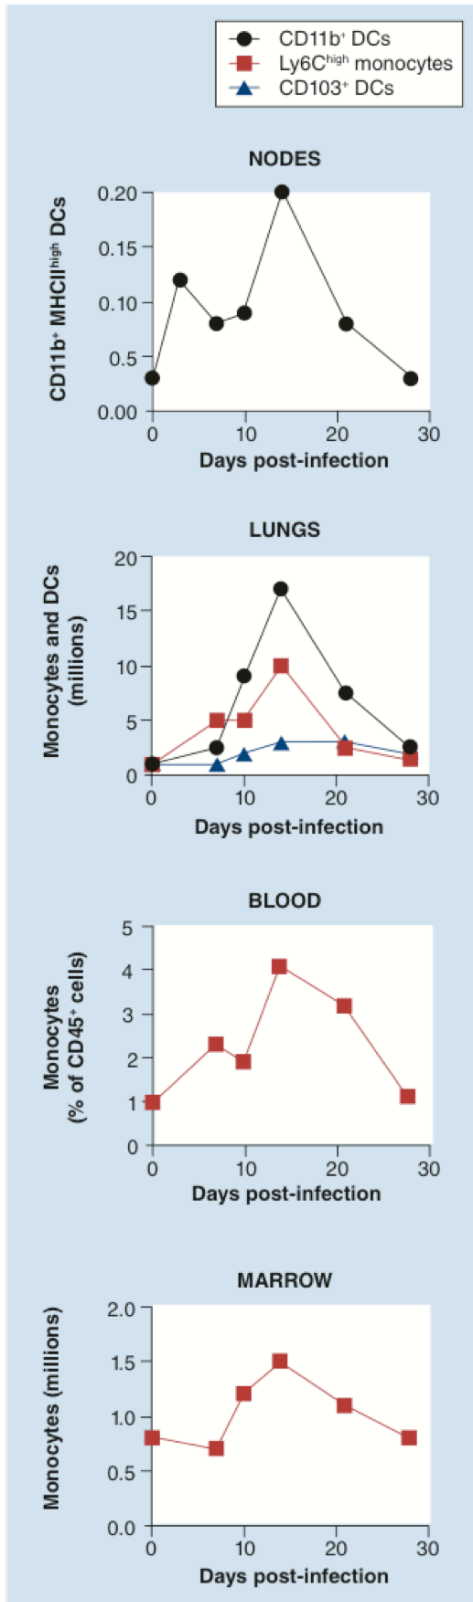 CD11b⁺ DCs
Ly6Cʰⁱᵍʰ monocytes
CD103⁺ DCs
NODES
CD11b⁺ MHCIIʰⁱᵍʰ DCs
0.20
0.15
0.10
0.5
0.00
0 10 20 30
Days post-infection
LUNGS
Monocytes and DCs
(millions)
20
15
10
5
0
0 10 20 30
Days post-infection
BLOOD
Monocytes
(% of CD45⁺ cells)
5
4
3
2
1
0
0 10 20 30
Days post-infection
MARROW
Monocytes (millions)
2.0
1.5
1.0
0.5
0.0
0 10 20 30
Days post-infection